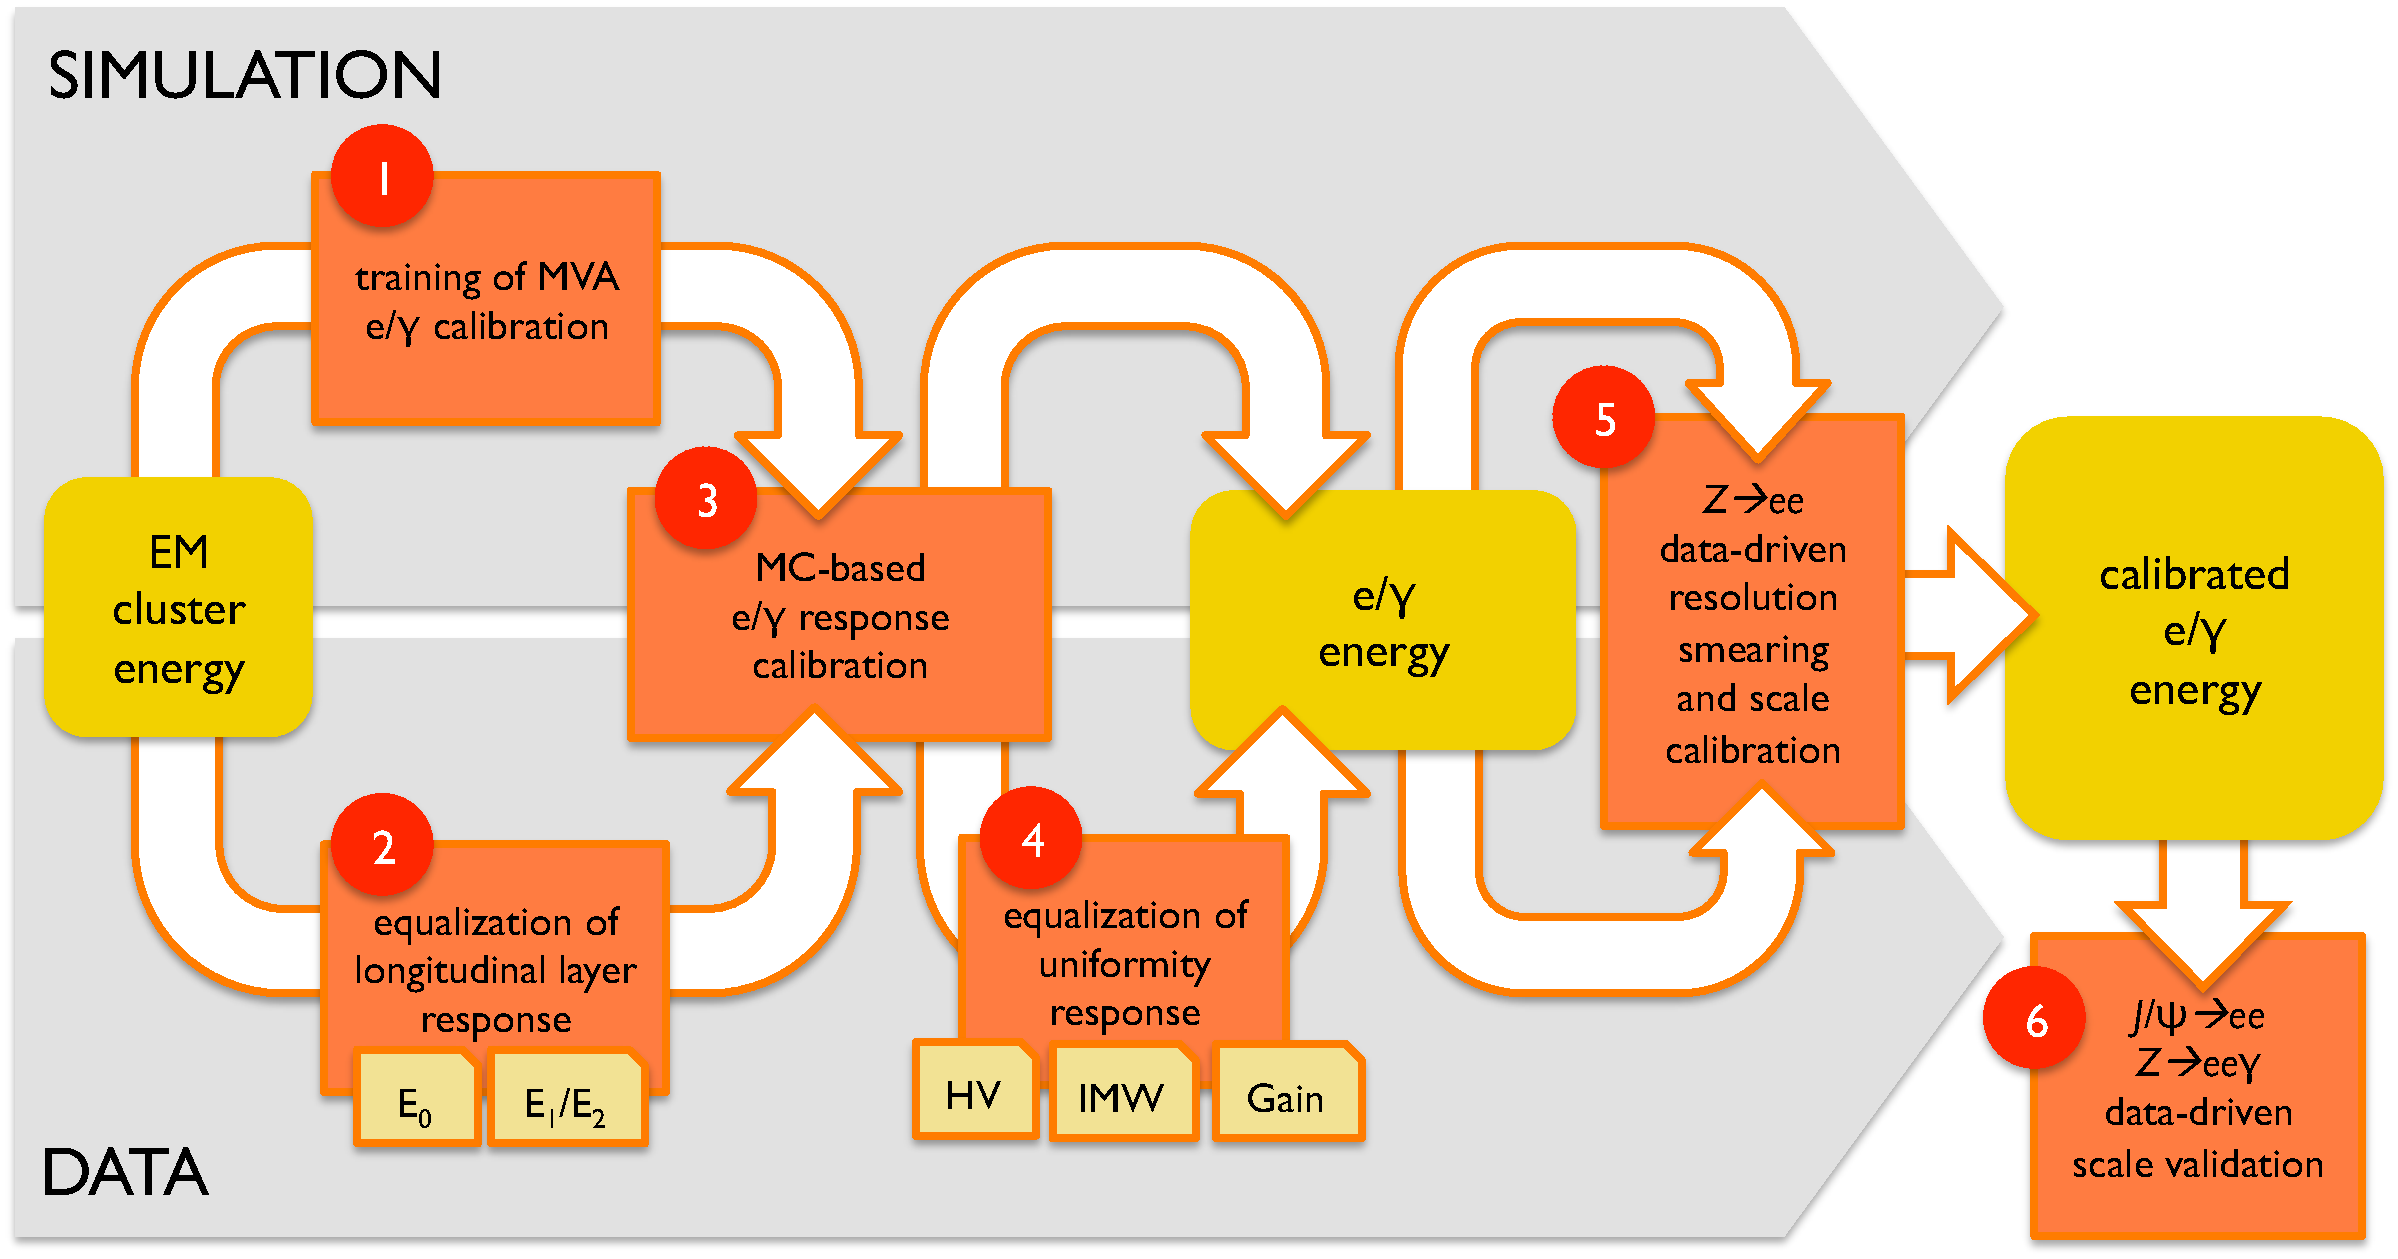 SIMULATION
1
training of MVA
e/γ calibration
EM
cluster
energy
3
MC-based
e/γ response
calibration
e/γ
energy
5
Z→ee
data-driven
resolution
smearing
and scale
calibration
calibrated
e/γ
energy
2
equalization of
longitudinal layer
response
E0
E1/E2
4
equalization of
uniformity
response
HV
IMW
Gain
6
J/ψ→ee
Z→eeγ
data-driven
scale validation
DATA